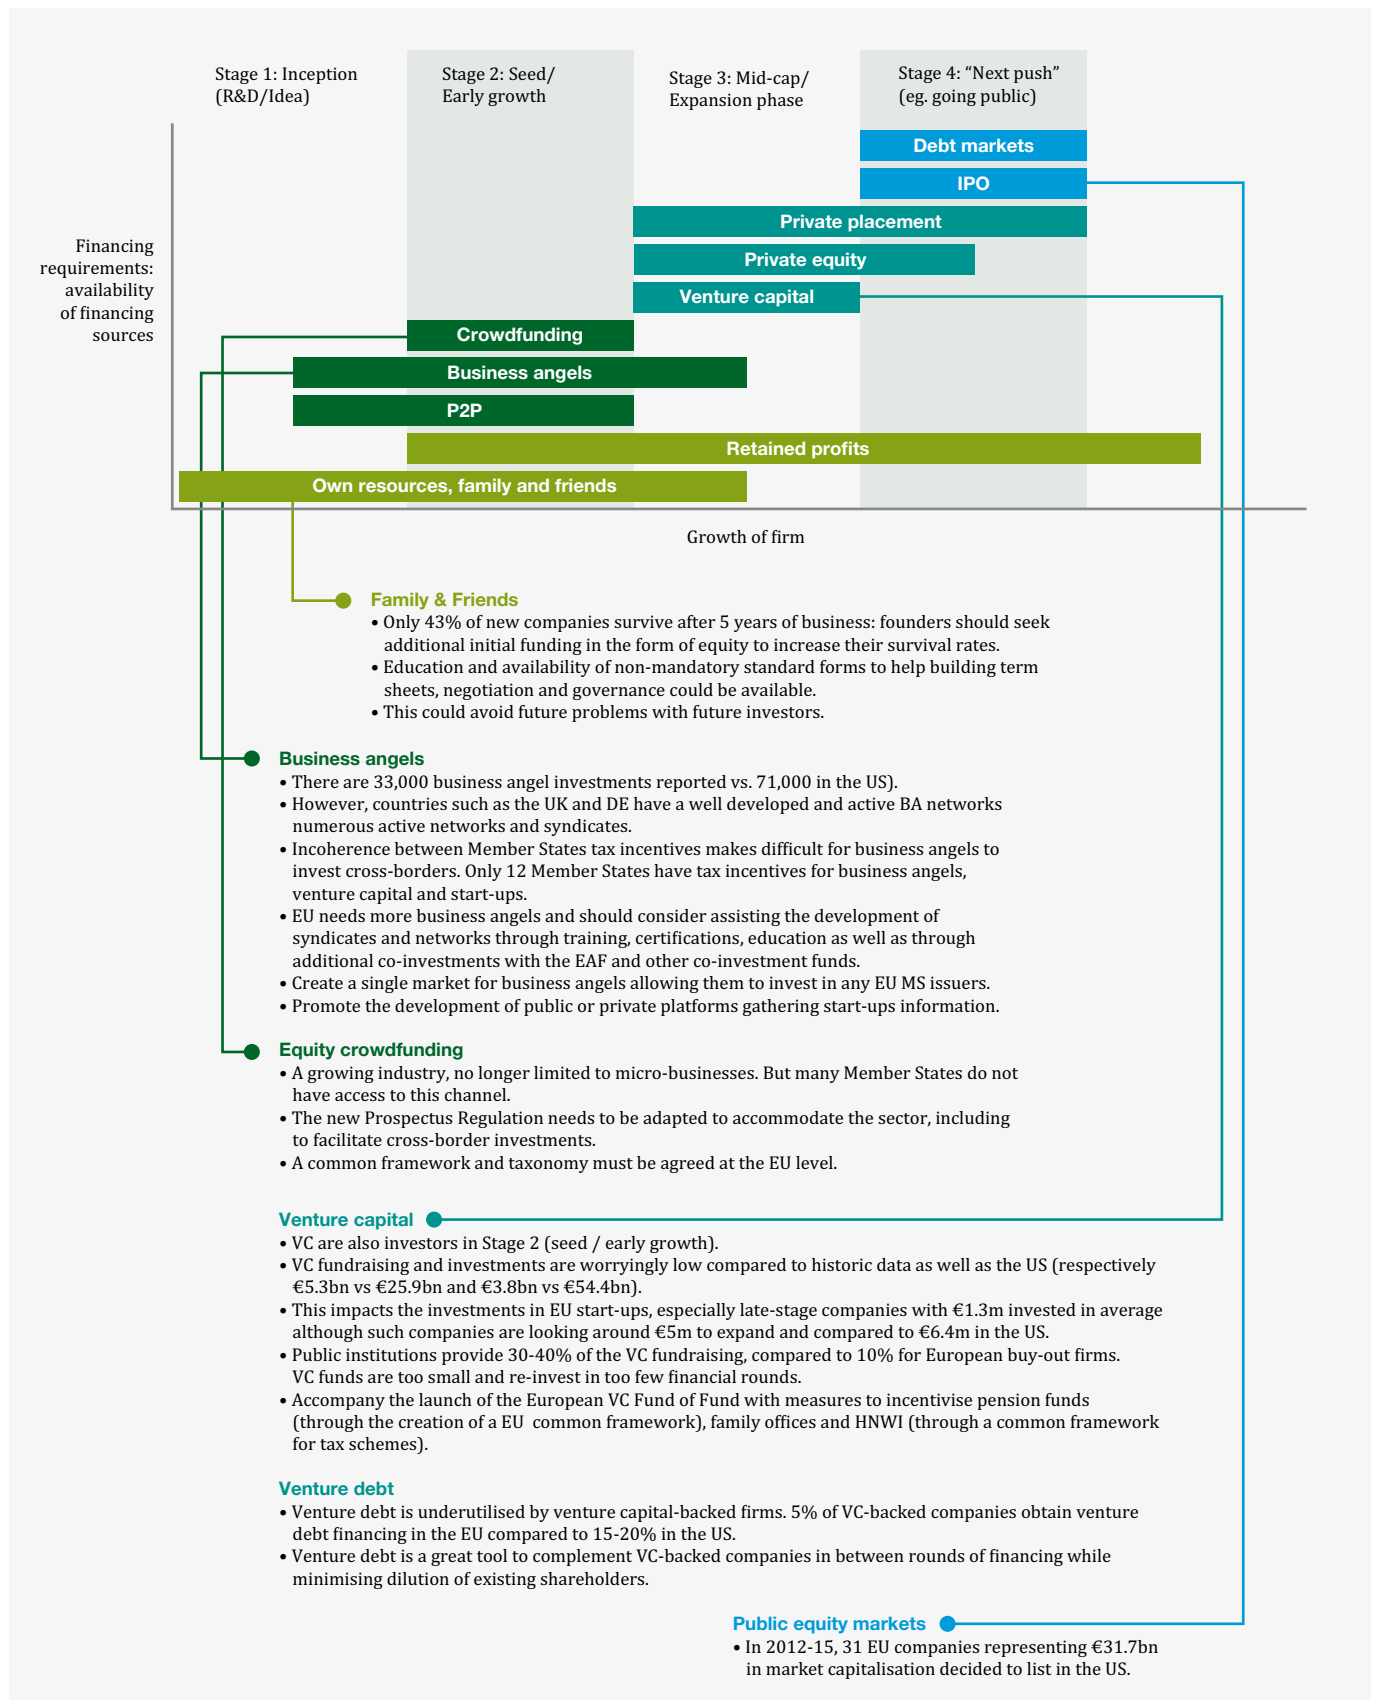 Stage 1: Inception
(R&D/Idea)
Stage 2: Seed/
Early growth
Stage 3: Mid-cap/
Expansion phase
Stage 4: “Next push”
(eg. going public)
Debt markets
IPO
Private placement
Private equity
Venture capital
Crowdfunding
Business angels
P2P
Retained profits
Own resources, family and friends
Financing
requirements:
availability
of financing
sources
Growth of firm
Family & Friends
• Only 43% of new companies survive after 5 years of business: founders should seek
additional initial funding in the form of equity to increase their survival rates.
• Education and availability of non-mandatory standard forms to help building term
sheets, negotiation and governance could be available.
• This could avoid future problems with future investors.
Business angels
• There are 33,000 business angel investments reported vs. 71,000 in the US).
• However, countries such as the UK and DE have a well developed and active BA networks
numerous active networks and syndicates.
• Incoherence between Member States tax incentives makes difficult for business angels to
invest cross-borders. Only 12 Member States have tax incentives for business angels,
venture capital and start-ups.
• EU needs more business angels and should consider assisting the development of
syndicates and networks through training, certifications, education as well as through
additional co-investments with the EAF and other co-investment funds.
• Create a single market for business angels allowing them to invest in any EU MS issuers.
• Promote the development of public or private platforms gathering start-ups information.
Equity crowdfunding
• A growing industry, no longer limited to micro-businesses. But many Member States do not
have access to this channel.
• The new Prospectus Regulation needs to be adapted to accommodate the sector, including
to facilitate cross-border investments.
• A common framework and taxonomy must be agreed at the EU level.
Venture capital
• VC are also investors in Stage 2 (seed / early growth).
• VC fundraising and investments are worryingly low compared to historic data as well as the US (respectively
€5.3bn vs €25.9bn and €3.8bn vs €54.4bn).
• This impacts the investments in EU start-ups, especially late-stage companies with €1.3m invested in average
although such companies are looking around €5m to expand and compared to €6.4m in the US.
• Public institutions provide 30-40% of the VC fundraising, compared to 10% for European buy-out firms.
VC funds are too small and re-invest in too few financial rounds.
• Accompany the launch of the European VC Fund of Fund with measures to incentivise pension funds
(through the creation of a EU common framework), family offices and HNWI (through a common framework
for tax schemes).
Venture debt
• Venture debt is underutilised by venture capital-backed firms. 5% of VC-backed companies obtain venture
debt financing in the EU compared to 15-20% in the US.
• Venture debt is a great tool to complement VC-backed companies in between rounds of financing while
minimising dilution of existing shareholders.
Public equity markets
• In 2012-15, 31 EU companies representing €31.7bn
in market capitalisation decided to list in the US.